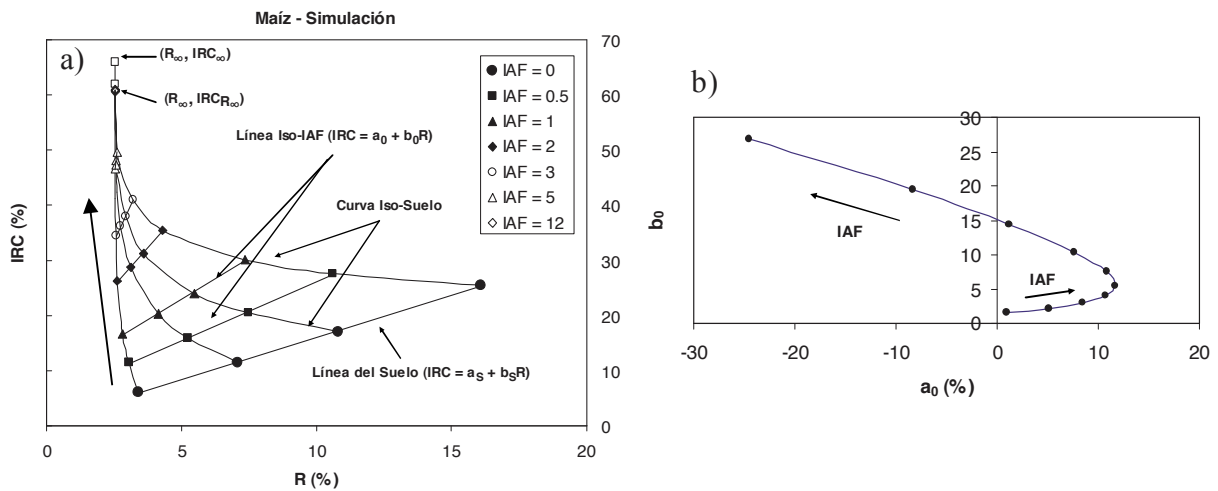 Maíz - Simulación
a)
(R∞, IRC∞)
(R∞, IRCR∞)
Línea Iso-IAF (IRC = a0 + b0R)
Curva Iso-Suelo
Línea del Suelo (IRC = aS + bSR)
IAF = 0
IAF = 0.5
IAF = 1
IAF = 2
IAF = 3
IAF = 5
IAF = 12
70
60
50
40
30
20
10
0
IRC (%)
0 5 10 15 20
R (%)
b)
30
25
20
15
10
5
0
b0
IAF
IAF
-30 -20 -10 0 10 20
a0 (%)